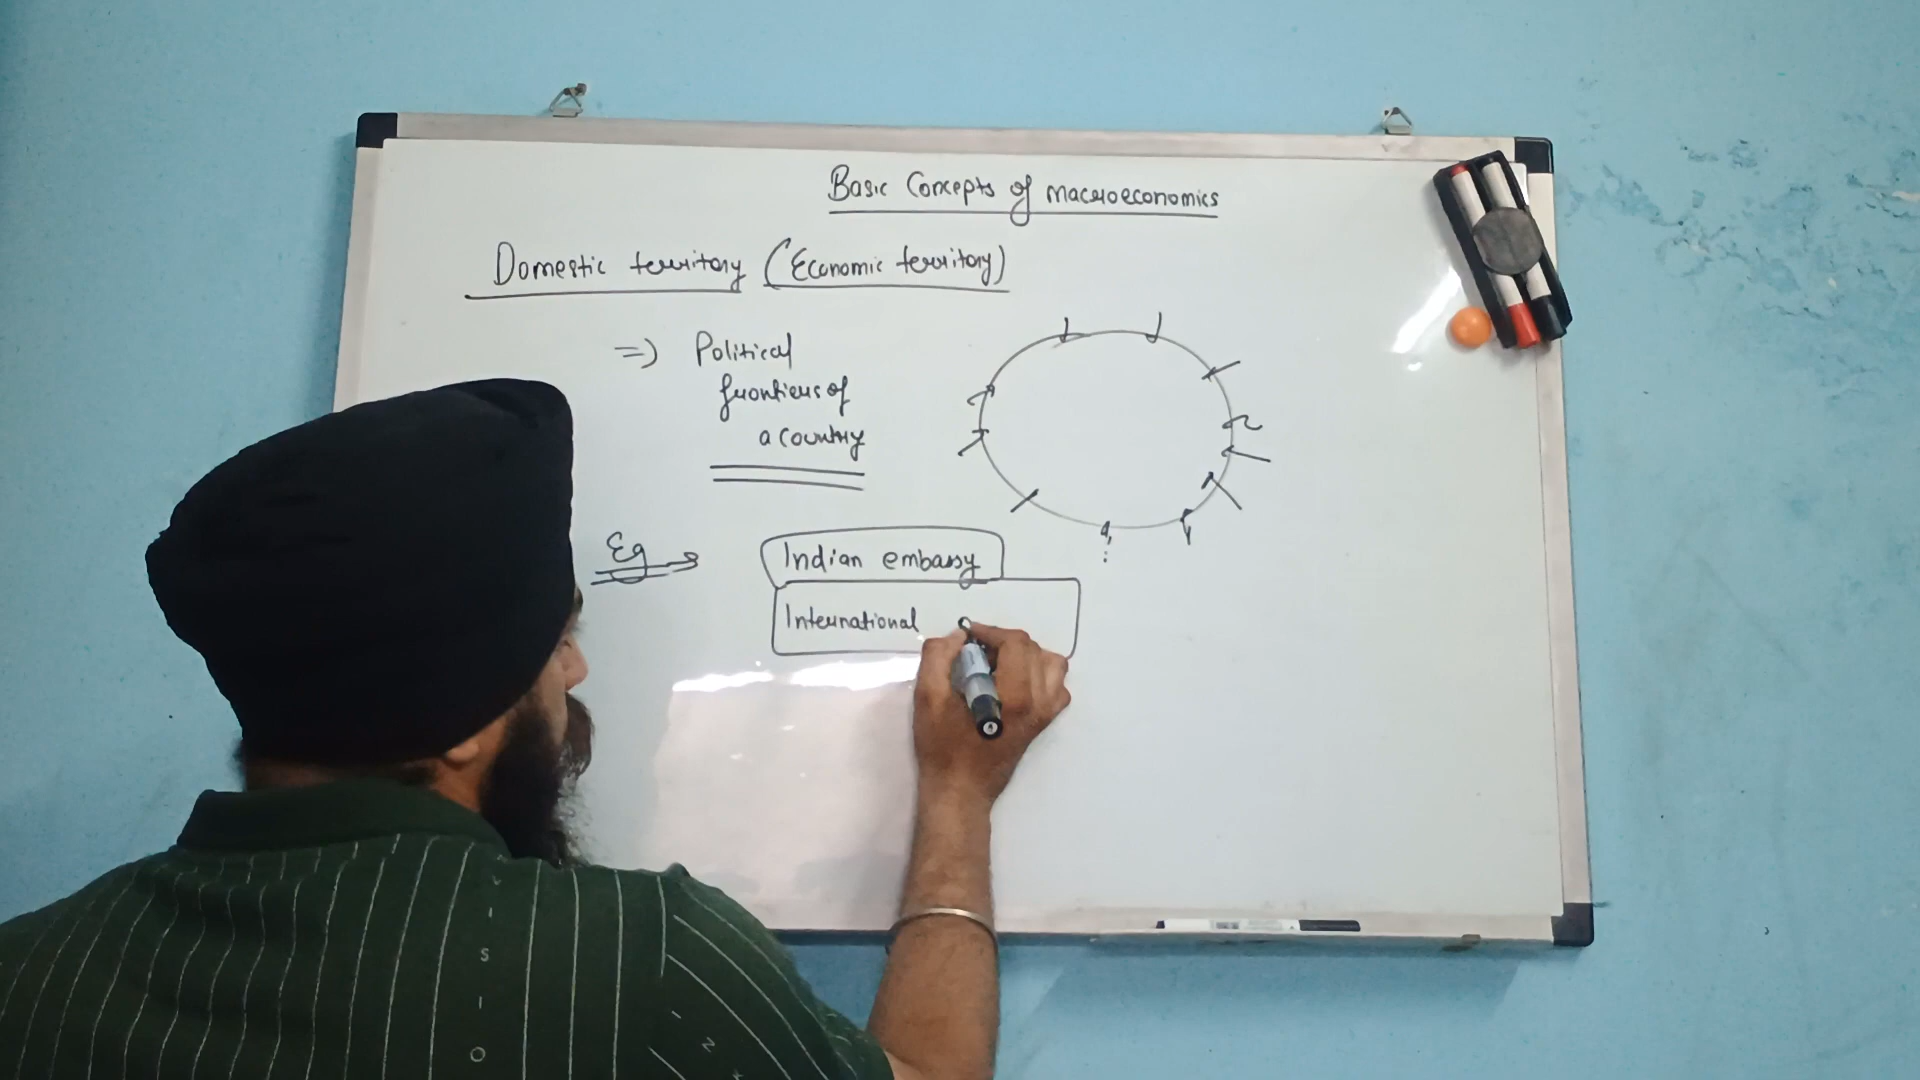 Basic Concepts of macroeconomics
Domestic territory (Economic territory)
=) Political
frontiers of
a country
Eg
Indian embassy
International
V
I
S
I
O
I
N